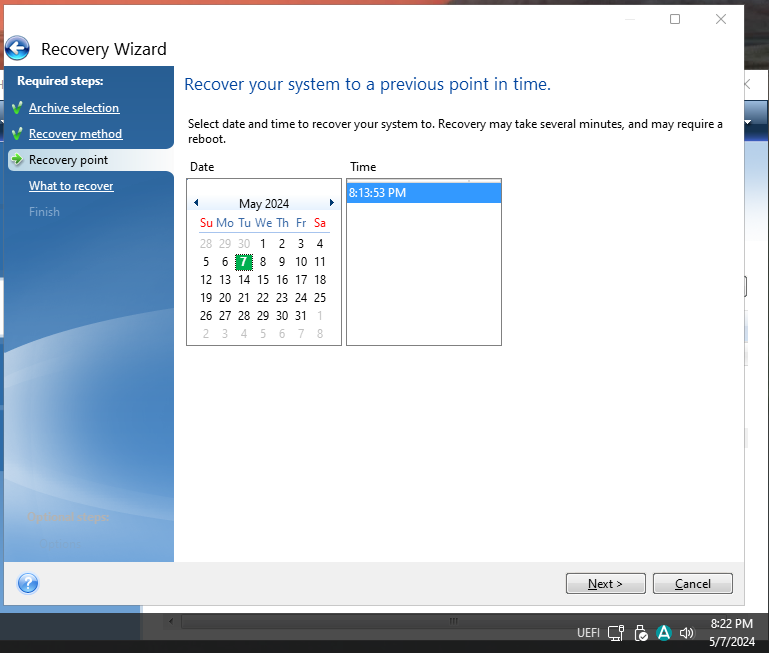 Recovery Wizard
Required steps:
Archive selection
Recovery method
Recovery point
What to recover
Finish
Optional steps:
Recover your system to a previous point in time.
Select date and time to recover your system to. Recovery may take several minutes, and may require a
reboot.
Date
Time
May 2024
Su Mo Tu We Th Fr Sa
28 29 30 1 2 3 4
5 6 7 8 9 10 11
12 13 14 15 16 17 18
19 20 21 22 23 24 25
26 27 28 29 30 31 1
2 3 4 5 6 7 8
8:13:53 PM
?
Next >
Cancel
UEFI
A
8:22 PM
5/7/2024